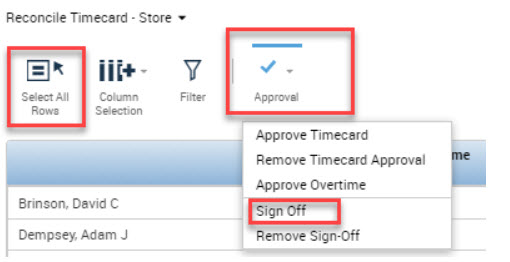 Reconcile Timecard - Store
Select All
Rows
Column
Selection
Filter
Approval
Approve Timecard
Remove Timecard Approval
Approve Overtime
Sign Off
Remove Sign-Off
me
Brinson, David C
Dempsey, Adam J